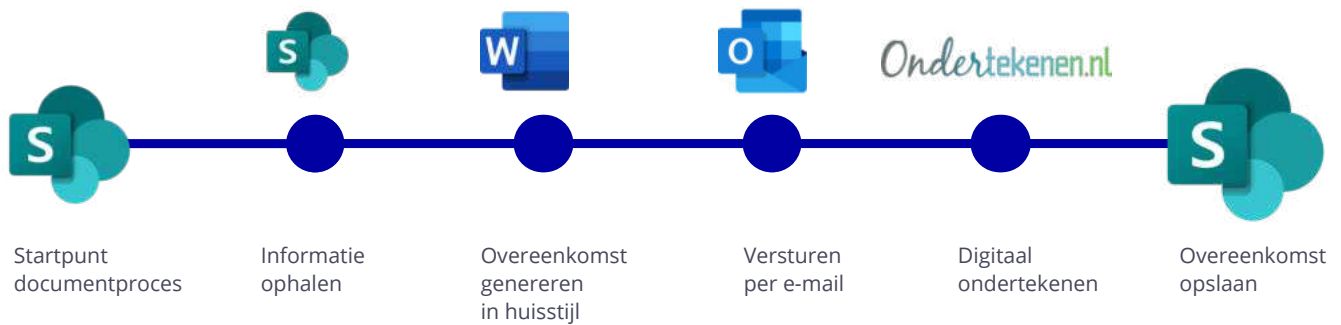 S
W
O
Ondertekenen.nl
S
S
Startpunt
documentproces
Informatie
ophalen
Overeenkomst
genereren
in huisstijl
Versturen
per e-mail
Digitaal
ondertekenen
Overeenkomst
opslaan